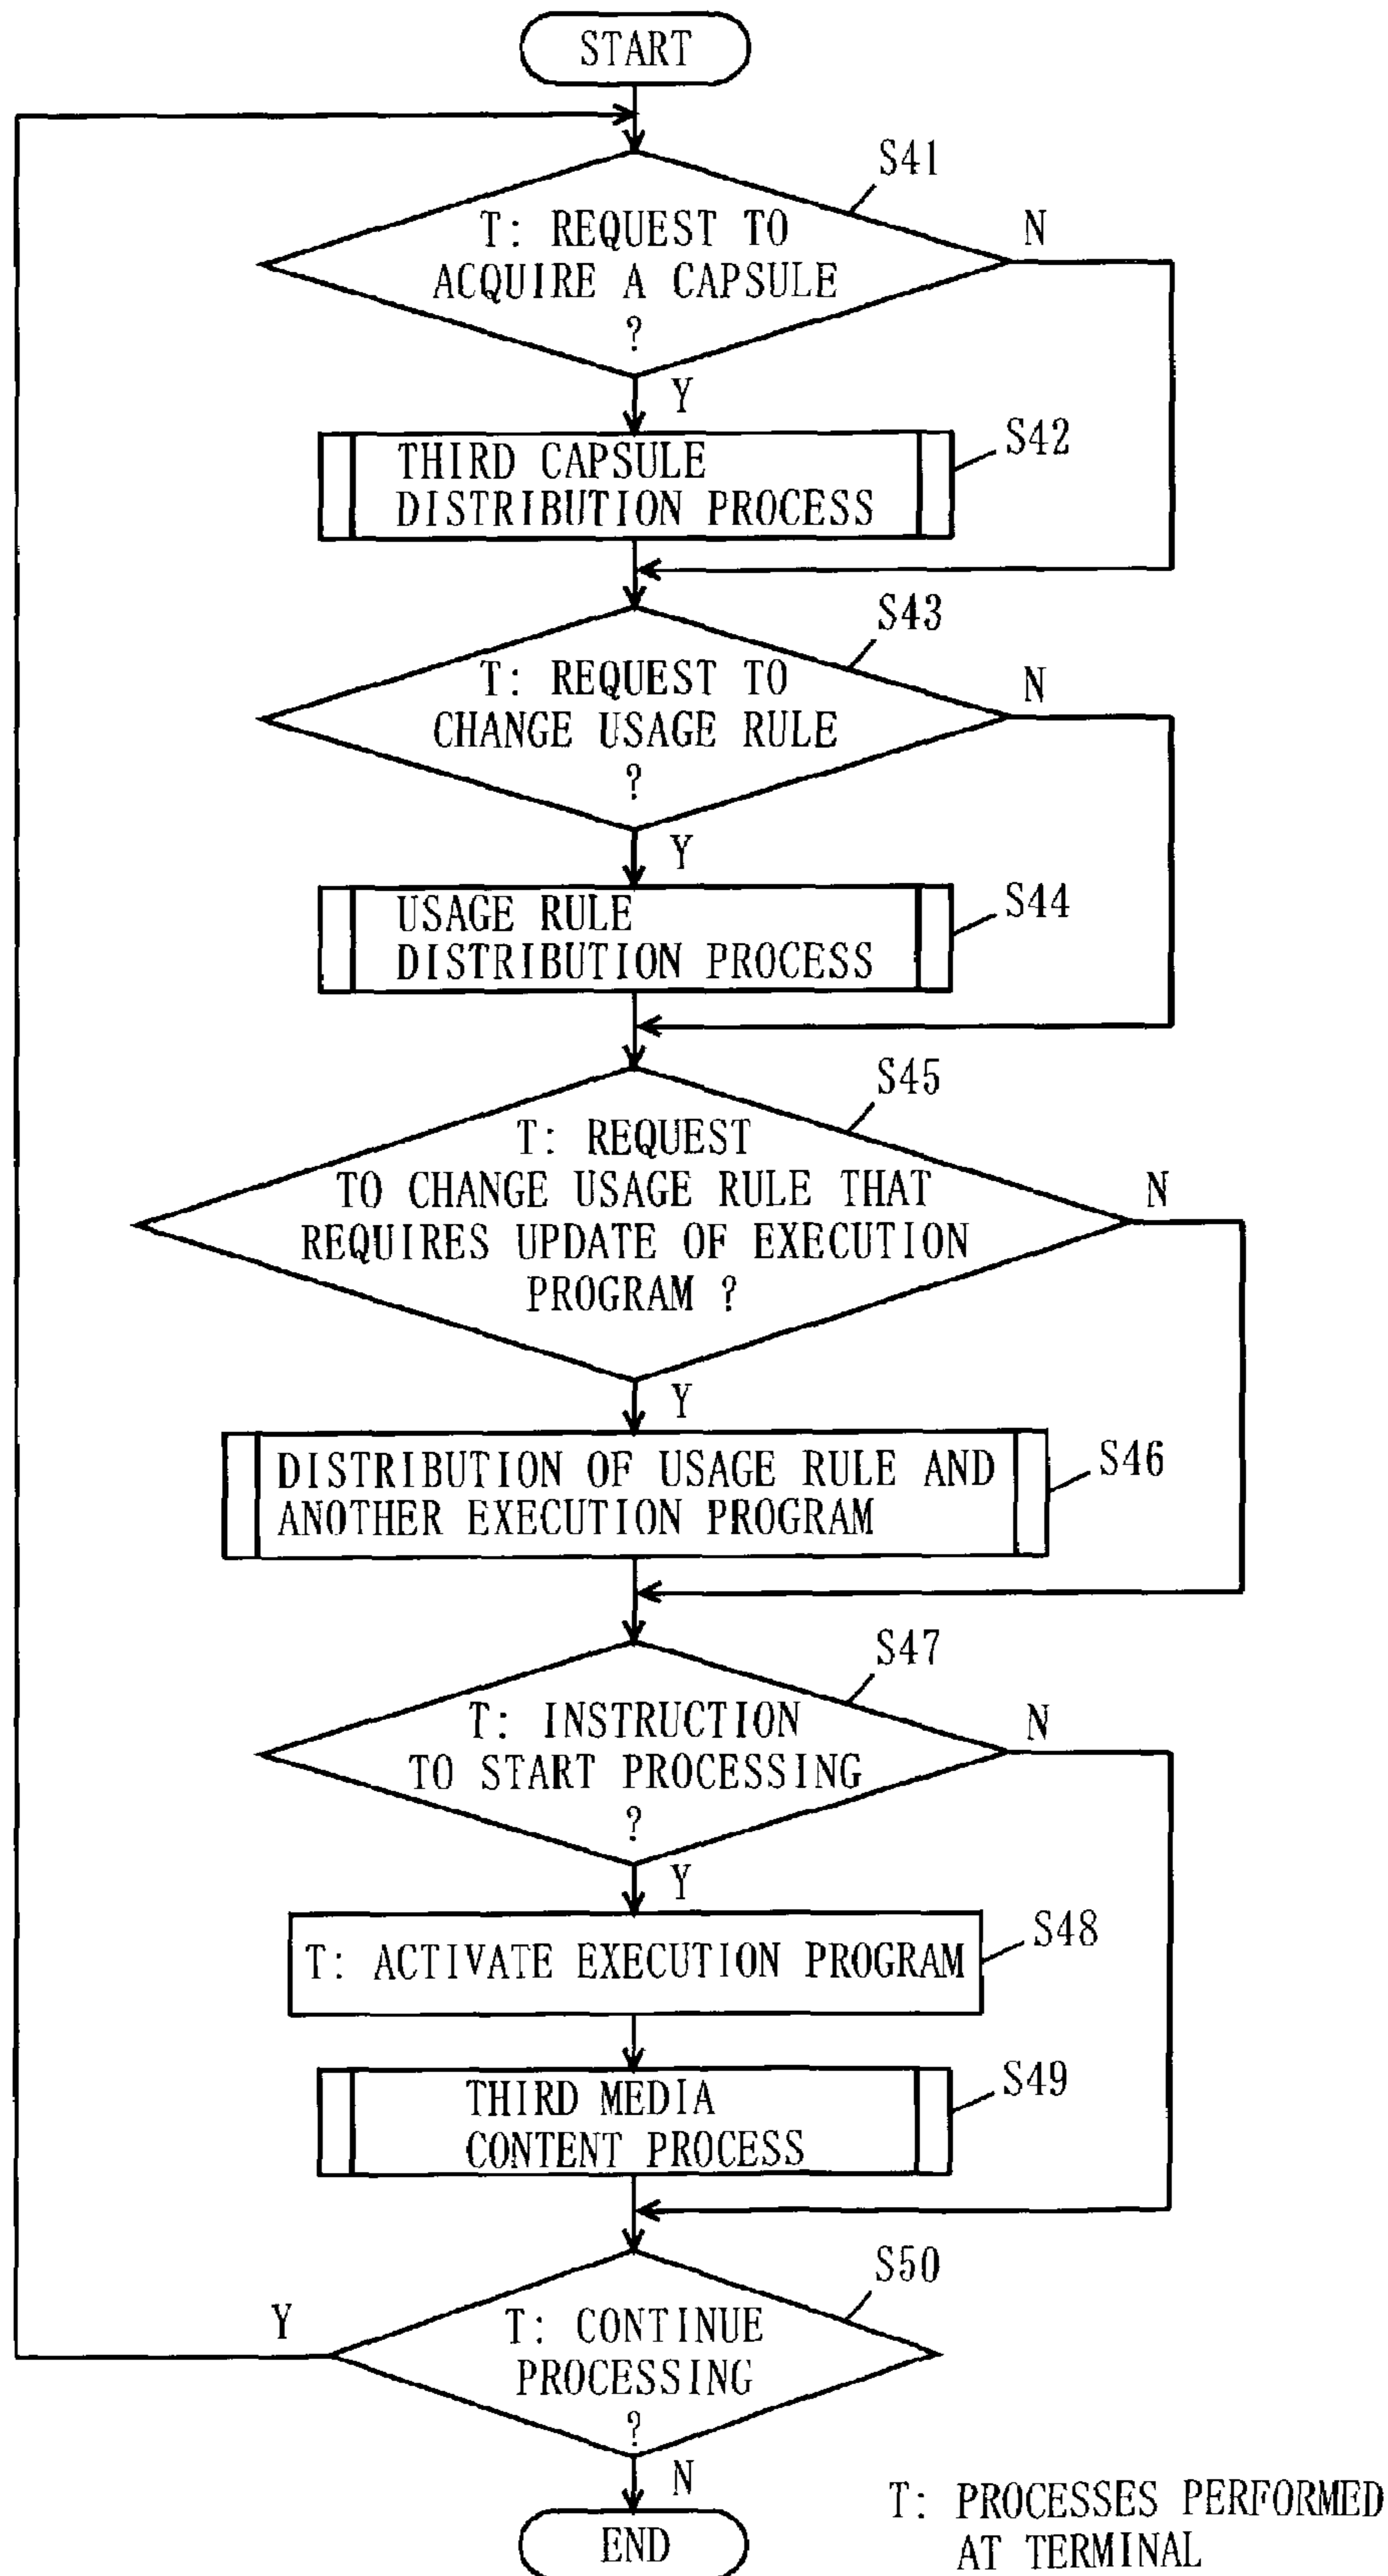 START
S41
T: REQUEST TO
ACQUIRE A CAPSULE
?
N
Y
S42
THIRD CAPSULE
DISTRIBUTION PROCESS
S43
T: REQUEST TO
CHANGE USAGE RULE
?
N
Y
S44
USAGE RULE
DISTRIBUTION PROCESS
S45
T: REQUEST
TO CHANGE USAGE RULE THAT
REQUIRES UPDATE OF EXECUTION
PROGRAM ?
N
Y
S46
DISTRIBUTION OF USAGE RULE AND
ANOTHER EXECUTION PROGRAM
S47
T: INSTRUCTION
TO START PROCESSING
?
N
Y
S48
T: ACTIVATE EXECUTION PROGRAM
S49
THIRD MEDIA
CONTENT PROCESS
S50
T: CONTINUE
PROCESSING
?
Y
N
END
T: PROCESSES PERFORMED
AT TERMINAL